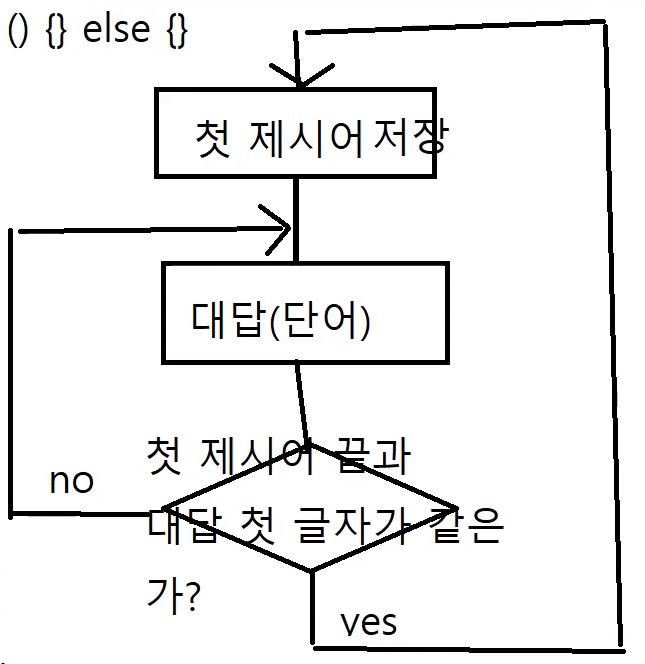 () {} else {}
첫 제시어 저장
대답(단어)
첫 제시어 끝과
no
대답 첫 글자가 같은
가?
yes